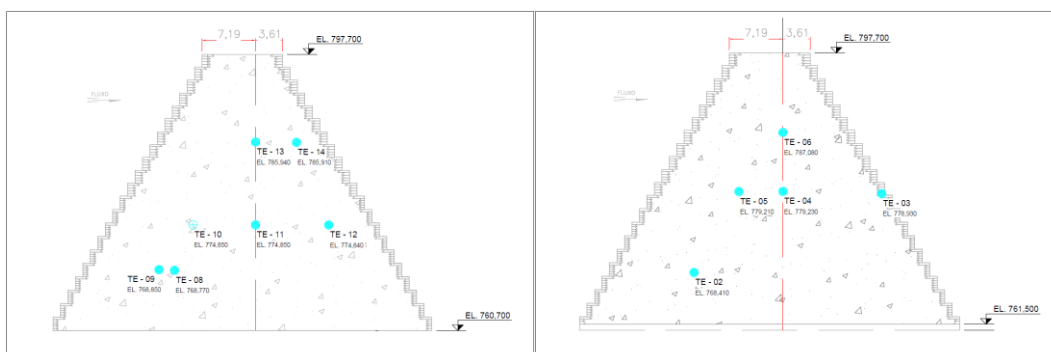 7,19
3,61
EL. 797,700
FLUXO
TE - 13
EL. 785,940
TE - 14
EL. 785,910
TE - 10
EL. 774,850
TE - 11
EL. 774,850
TE - 12
EL. 774,840
TE - 09
EL. 768,850
TE - 08
EL. 768,770
EL. 760,700
7,19
3,61
EL. 797,700
FLUXO
TE - 06
EL. 787,080
TE - 05
EL. 779,210
TE - 04
EL. 779,230
TE - 03
EL. 778,930
TE - 02
EL. 768,410
EL. 761,500